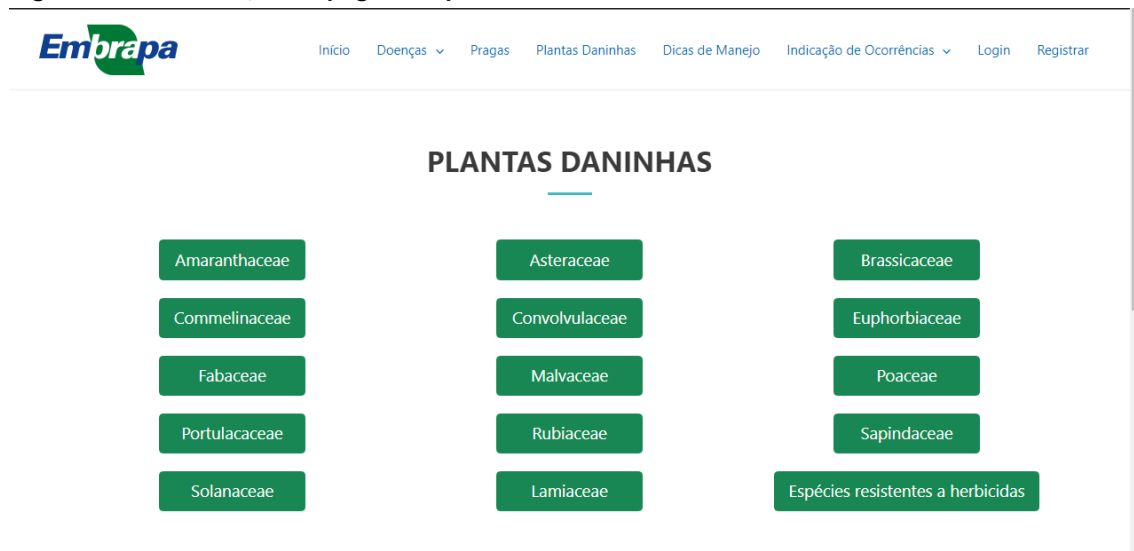 Embrapa
Início Doenças Pragas Plantas Daninhas Dicas de Manejo Indicação de Ocorrências Login Registrar
PLANTAS DANINHAS
Amaranthaceae Asteraceae Brassicaceae
Commelinaceae Convolvulaceae Euphorbiaceae
Fabaceae Malvaceae Poaceae
Portulacaceae Rubiaceae Sapindaceae
Solanaceae Lamiaceae Espécies resistentes a herbicidas